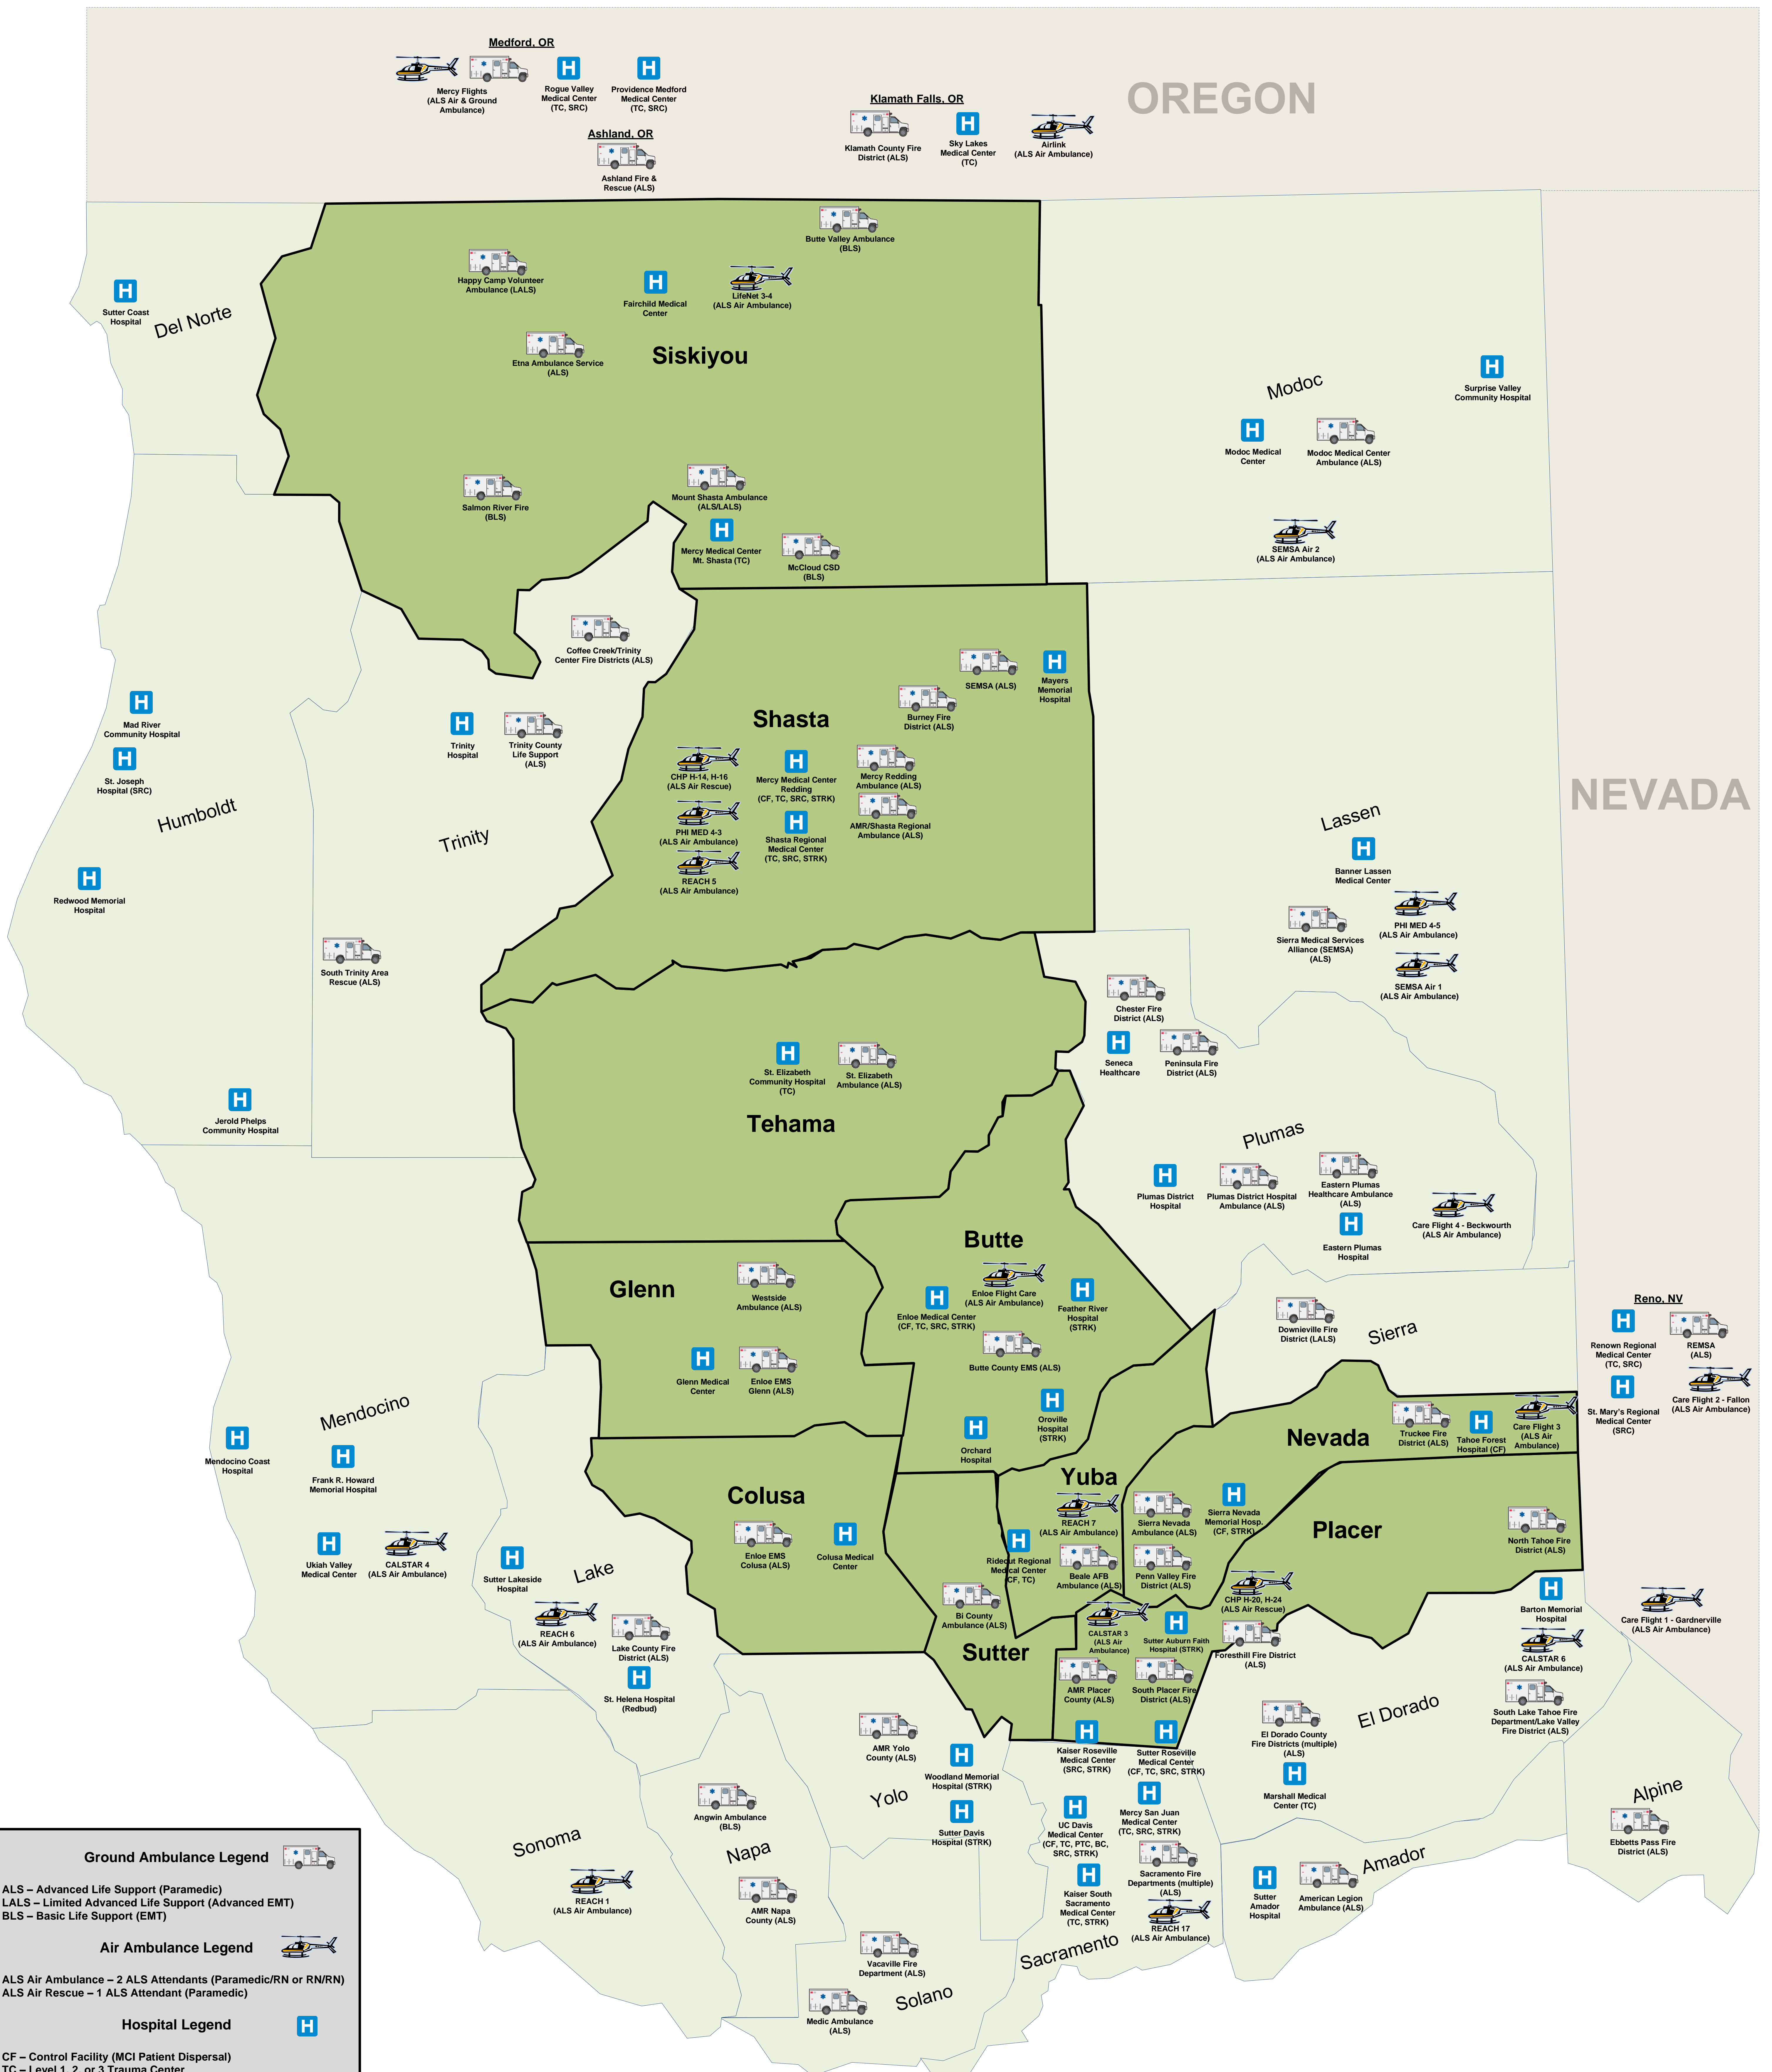 Medford, OR
Mercy Flights
(ALS Air & Ground
Ambulance)
Rogue Valley
Medical Center
(TC, SRC)
Providence Medford
Medical Center
(TC, SRC)
Ashland, OR
Ashland Fire &
Rescue (ALS)
Klamath Falls, OR
Klamath County Fire
District (ALS)
Sky Lakes
Medical Center
(TC)
Airlink
(ALS Air Ambulance)
OREGON
Butte Valley Ambulance
(BLS)
Happy Camp Volunteer
Ambulance (LALS)
Fairchild Medical
Center
LifeNet 3-4
(ALS Air Ambulance)
Etna Ambulance Service
(ALS)
Siskiyou
Salmon River Fire
(BLS)
Mount Shasta Ambulance
(ALS/LALS)
Mercy Medical Center
Mt. Shasta (TC)
McCloud CSD
(BLS)
Sutter Coast
Hospital
Del Norte
Modoc
Surprise Valley
Community Hospital
Modoc Medical
Center
Modoc Medical Center
Ambulance (ALS)
SEMSA Air 2
(ALS Air Ambulance)
Coffee Creek/Trinity
Center Fire Districts (ALS)
Trinity
Hospital
Trinity County
Life Support
(ALS)
Trinity
South Trinity Area
Rescue (ALS)
Mad River
Community Hospital
St. Joseph
Hospital (SRC)
Humboldt
Redwood Memorial
Hospital
Jerold Phelps
Community Hospital
SEMSA (ALS)
Mayers
Memorial
Hospital
Burney Fire
District (ALS)
Shasta
CHP H-14, H-16
(ALS Air Rescue)
Mercy Medical Center
Redding
(CF, TC, SRC, STRK)
Mercy Redding
Ambulance (ALS)
PHI MED 4-3
(ALS Air Ambulance)
Shasta Regional
Medical Center
(TC, SRC, STRK)
AMR/Shasta Regional
Ambulance (ALS)
REACH 5
(ALS Air Ambulance)
NEVADA
Lassen
Banner Lassen
Medical Center
Sierra Medical Services
Alliance (SEMSA)
(ALS)
PHI MED 4-5
(ALS Air Ambulance)
SEMSA Air 1
(ALS Air Ambulance)
Chester Fire
District (ALS)
Seneca
Healthcare
Peninsula Fire
District (ALS)
Plumas
Plumas District
Hospital
Plumas District Hospital
Ambulance (ALS)
Eastern Plumas
Healthcare Ambulance
(ALS)
Eastern Plumas
Hospital
Care Flight 4 - Beckwourth
(ALS Air Ambulance)
St. Elizabeth
Community Hospital
(TC)
St. Elizabeth
Ambulance (ALS)
Tehama
Glenn
Westside
Ambulance (ALS)
Glenn Medical
Center
Enloe EMS
Glenn (ALS)
Butte
Enloe Flight Care
(ALS Air Ambulance)
Enloe Medical Center
(CF, TC, SRC, STRK)
Feather River
Hospital
(STRK)
Butte County EMS (ALS)
Oroville
Hospital
(STRK)
Orchard
Hospital
Downieville Fire
District (LALS)
Sierra
Reno, NV
Renown Regional
Medical Center
(TC, SRC)
REMSA
(ALS)
St. Mary's Regional
Medical Center
(SRC)
Care Flight 2 - Fallon
(ALS Air Ambulance)
Nevada
Truckee Fire
District (ALS)
Tahoe Forest
Hospital (CF)
Care Flight 3
(ALS Air
Ambulance)
Sierra Nevada
Ambulance (ALS)
Sierra Nevada
Memorial Hosp.
(CF, STRK)
Penn Valley Fire
District (ALS)
Mendocino
Mendocino Coast
Hospital
Frank R. Howard
Memorial Hospital
Ukiah Valley
Medical Center
CALSTAR 4
(ALS Air Ambulance)
Colusa
Enloe EMS
Colusa (ALS)
Colusa Medical
Center
Yuba
REACH 7
(ALS Air Ambulance)
Rideout Regional
Medical Center
(CF, TC)
Beale AFB
Ambulance (ALS)
Bi County
Ambulance (ALS)
Sutter
Placer
North Tahoe Fire
District (ALS)
CHP H-20, H-24
(ALS Air Rescue)
CALSTAR 3
(ALS Air
Ambulance)
Sutter Auburn Faith
Hospital (STRK)
Foresthill Fire District
(ALS)
AMR Placer
County (ALS)
South Placer Fire
District (ALS)
Kaiser Roseville
Medical Center
(SRC, STRK)
Sutter Roseville
Medical Center
(CF, TC, SRC, STRK)
Sutter Lakeside
Hospital
Lake
REACH 6
(ALS Air Ambulance)
Lake County Fire
District (ALS)
St. Helena Hospital
(Redbud)
Barton Memorial
Hospital
Care Flight 1 - Gardnerville
(ALS Air Ambulance)
CALSTAR 6
(ALS Air Ambulance)
South Lake Tahoe Fire
Department/Lake Valley
Fire District (ALS)
El Dorado
El Dorado County
Fire Districts (multiple)
(ALS)
Marshall Medical
Center (TC)
AMR Yolo
County (ALS)
Woodland Memorial
Hospital (STRK)
Yolo
Sutter Davis
Hospital (STRK)
Angwin Ambulance
(BLS)
Napa
AMR Napa
County (ALS)
Sonoma
REACH 1
(ALS Air Ambulance)
UC Davis
Medical Center
(CF, TC, PTC, BC,
SRC, STRK)
Mercy San Juan
Medical Center
(TC, SRC, STRK)
Sacramento Fire
Departments (multiple)
(ALS)
Kaiser South
Sacramento
Medical Center
(TC, STRK)
REACH 17
(ALS Air Ambulance)
Sacramento
Vacaville Fire
Department (ALS)
Solano
Medic Ambulance
(ALS)
Alpine
Ebbetts Pass Fire
District (ALS)
Amador
Sutter
Amador
Hospital
American Legion
Ambulance (ALS)
Ground Ambulance Legend
ALS – Advanced Life Support (Paramedic)
LALS – Limited Advanced Life Support (Advanced EMT)
BLS – Basic Life Support (EMT)
Air Ambulance Legend
ALS Air Ambulance – 2 ALS Attendants (Paramedic/RN or RN/RN)
ALS Air Rescue – 1 ALS Attendant (Paramedic)
Hospital Legend
CF – Control Facility (MCI Patient Dispersal)
TC – Level 1, 2, or 3 Trauma Center